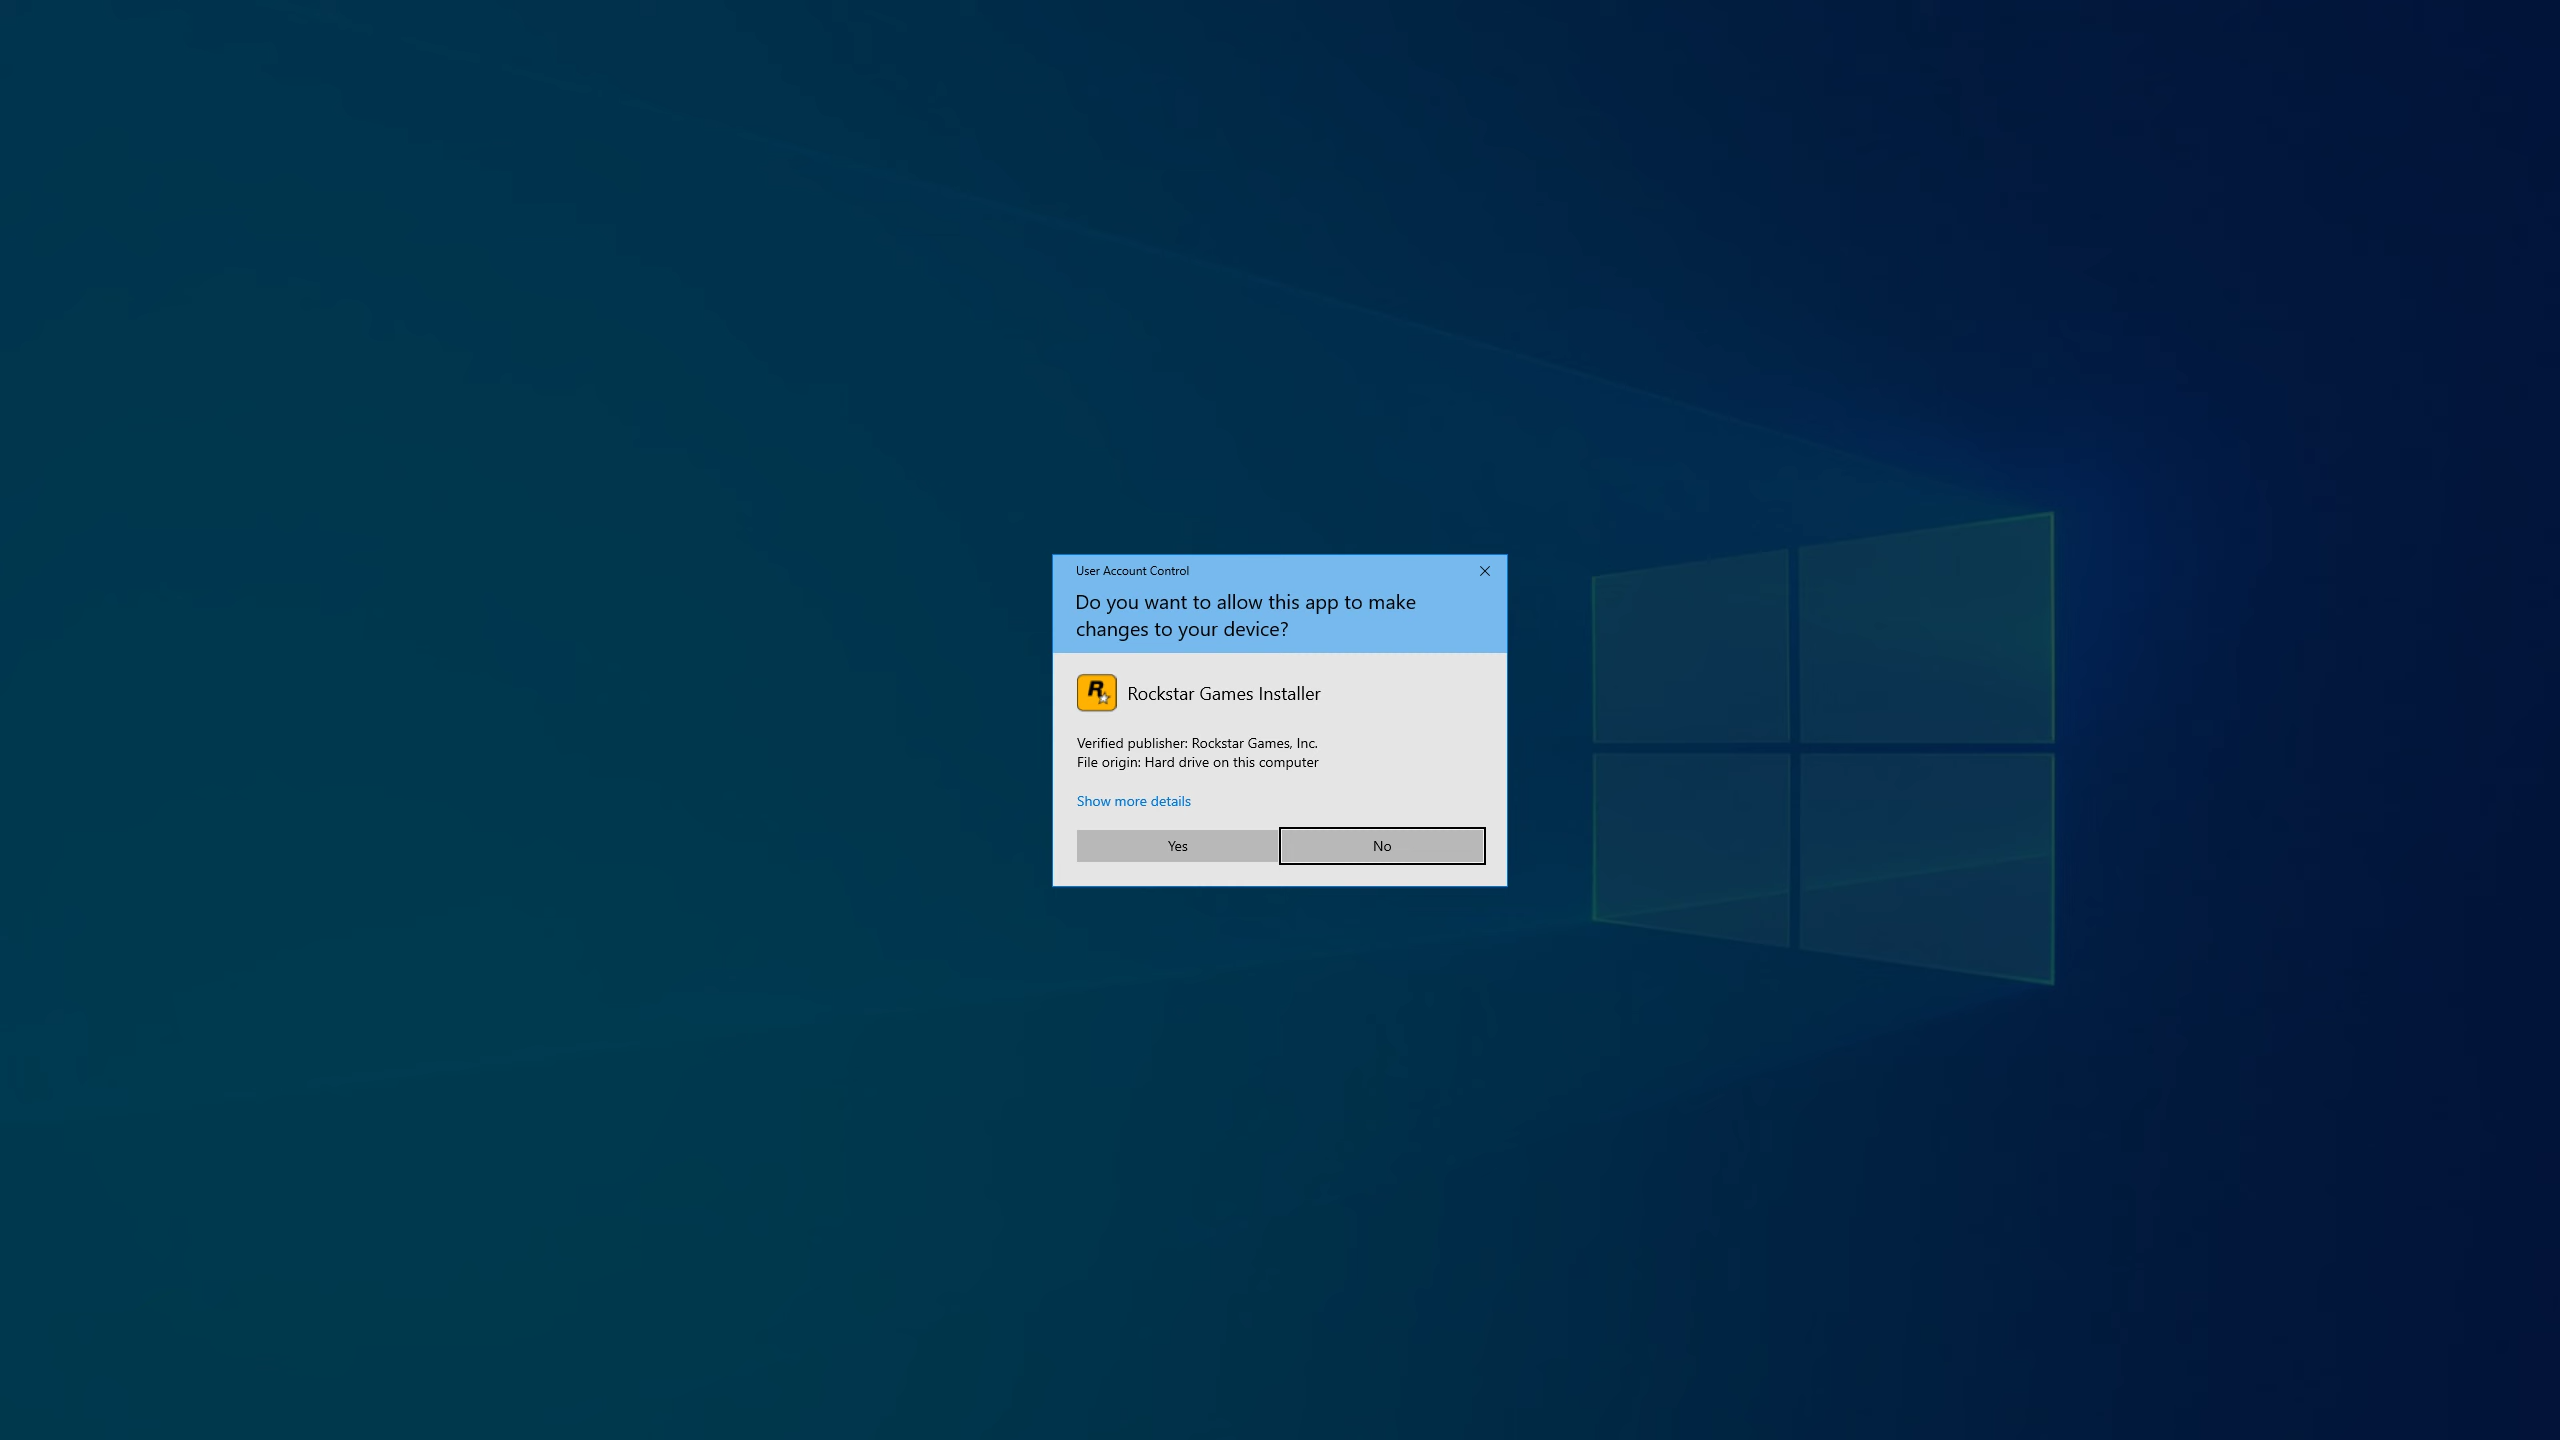 User Account Control
Do you want to allow this app to make
changes to your device?
R
Rockstar Games Installer
Verified publisher: Rockstar Games, Inc.
File origin: Hard drive on this computer
Show more details
Yes
No